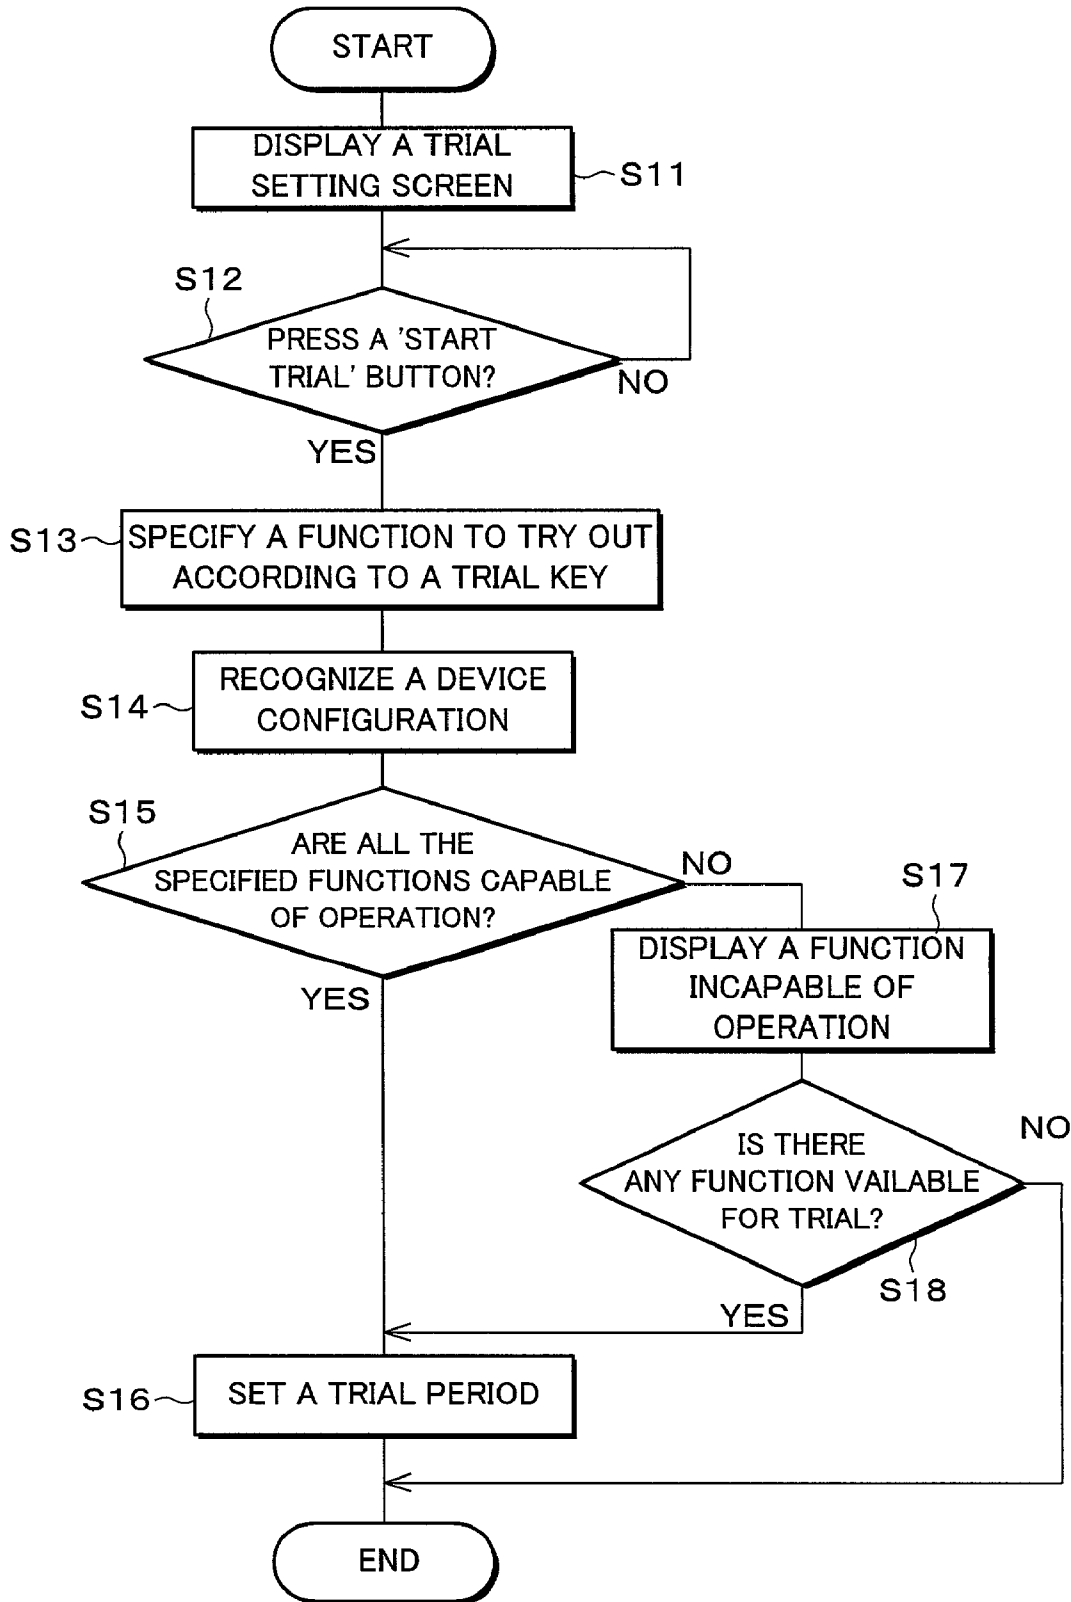 START
DISPLAY A TRIAL
SETTING SCREEN
S11
S12
PRESS A 'START
TRIAL' BUTTON?
NO
YES
S13
SPECIFY A FUNCTION TO TRY OUT
ACCORDING TO A TRIAL KEY
S14
RECOGNIZE A DEVICE
CONFIGURATION
S15
ARE ALL THE
SPECIFIED FUNCTIONS CAPABLE
OF OPERATION?
NO
YES
S17
DISPLAY A FUNCTION
INCAPABLE OF
OPERATION
IS THERE
ANY FUNCTION VAILABLE
FOR TRIAL?
NO
S18
YES
S16
SET A TRIAL PERIOD
END